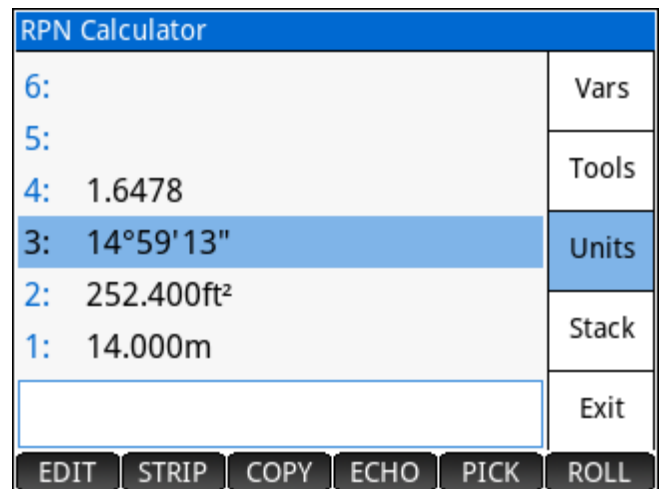 RPN Calculator
6:
5:
4: 1.6478
3: 14°59'13"
2: 252.400ft²
1: 14.000m
Vars
Tools
Units
Stack
Exit
EDIT STRIP COPY ECHO PICK ROLL